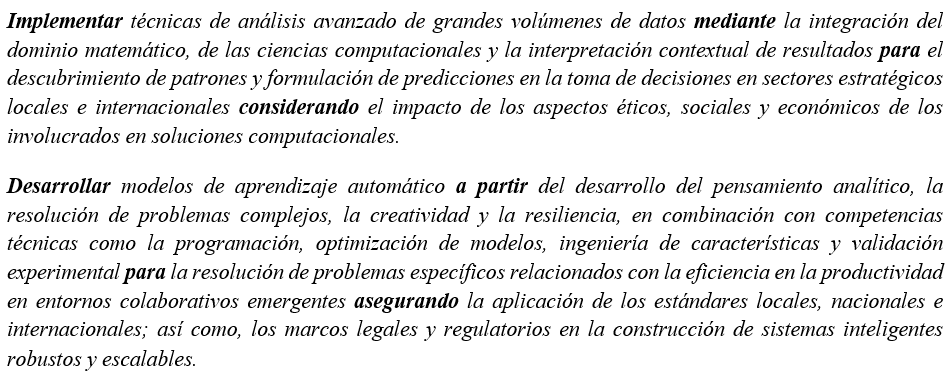 Implementar técnicas de análisis avanzado de grandes volúmenes de datos mediante la integración del
dominio matemático, de las ciencias computacionales y la interpretación contextual de resultados para el
descubrimiento de patrones y formulación de predicciones en la toma de decisiones en sectores estratégicos
locales e internacionales considerando el impacto de los aspectos éticos, sociales y económicos de los
involucrados en soluciones computacionales.
Desarrollar modelos de aprendizaje automático a partir del desarrollo del pensamiento analítico, la
resolución de problemas complejos, la creatividad y la resiliencia, en combinación con competencias
técnicas como la programación, optimización de modelos, ingeniería de características y validación
experimental para la resolución de problemas específicos relacionados con la eficiencia en la productividad
en entornos colaborativos emergentes asegurando la aplicación de los estándares locales, nacionales e
internacionales; así como, los marcos legales y regulatorios en la construcción de sistemas inteligentes
robustos y escalables.